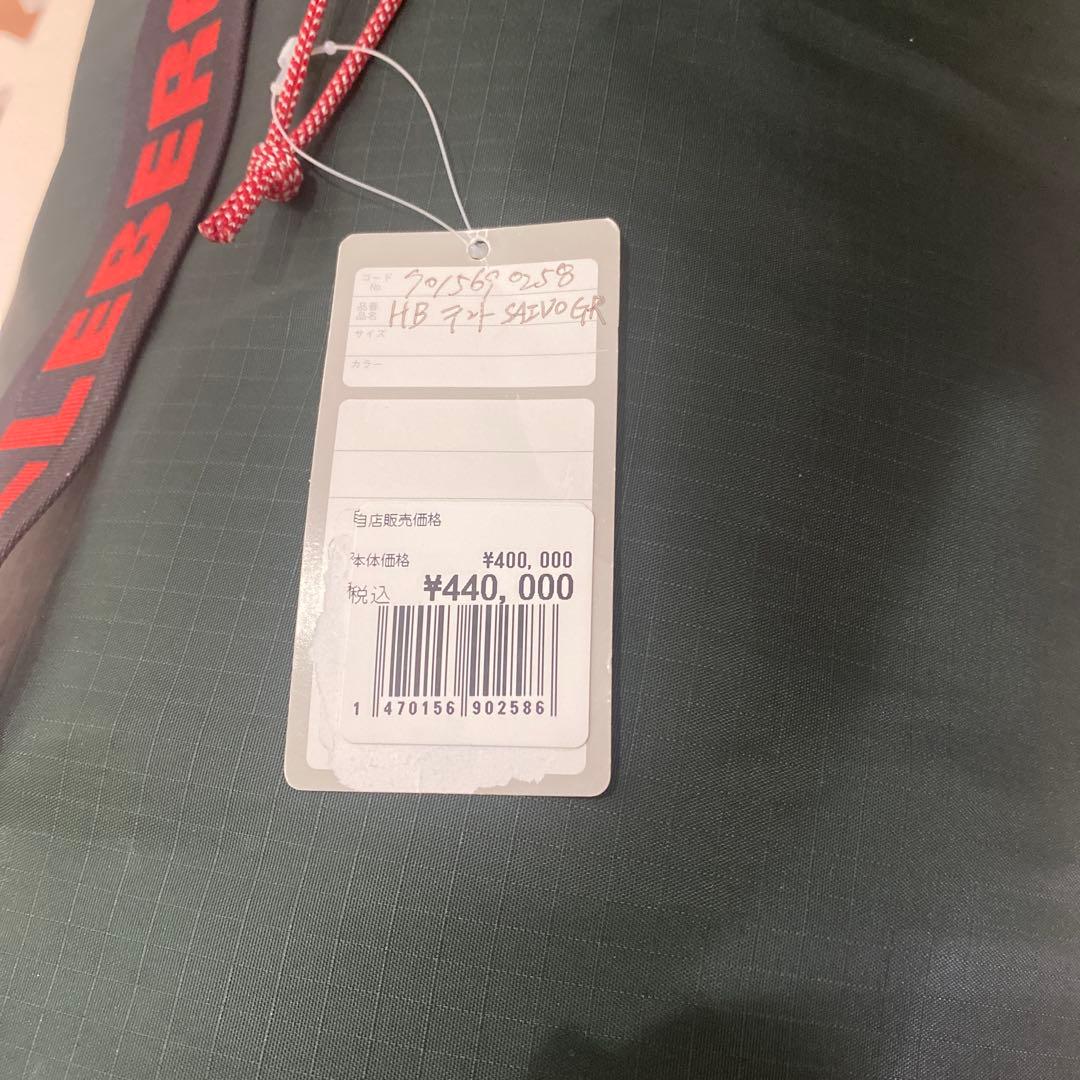 LLEBERG
コード No. 7015690258
品番 品名 HB テント SAIVO GR
サイズ
カラー
当店販売価格
本体価格 ¥400,000
税込 ¥440,000
1 470156 902586